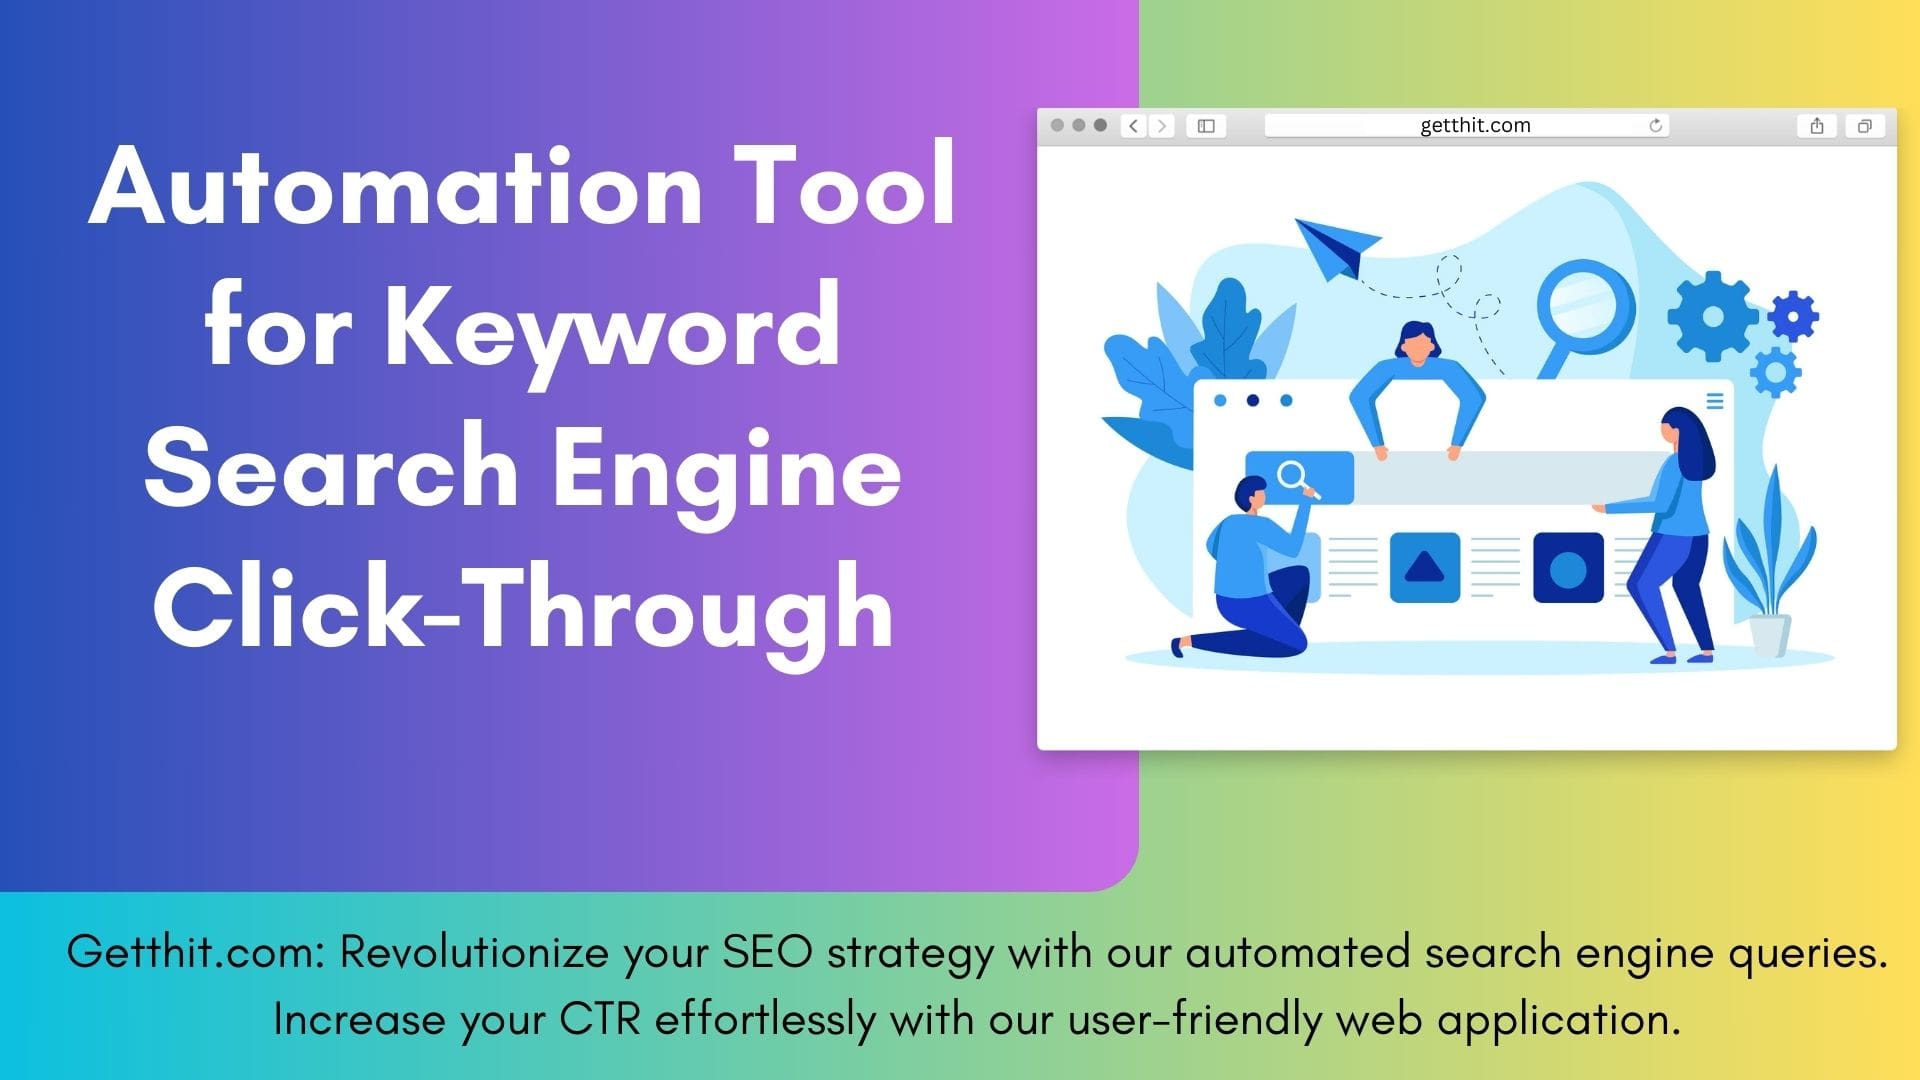 Automation Tool
for Keyword
Search Engine
Click-Through
getthit.com
Getthit.com: Revolutionize your SEO strategy with our automated search engine queries.
Increase your CTR effortlessly with our user-friendly web application.